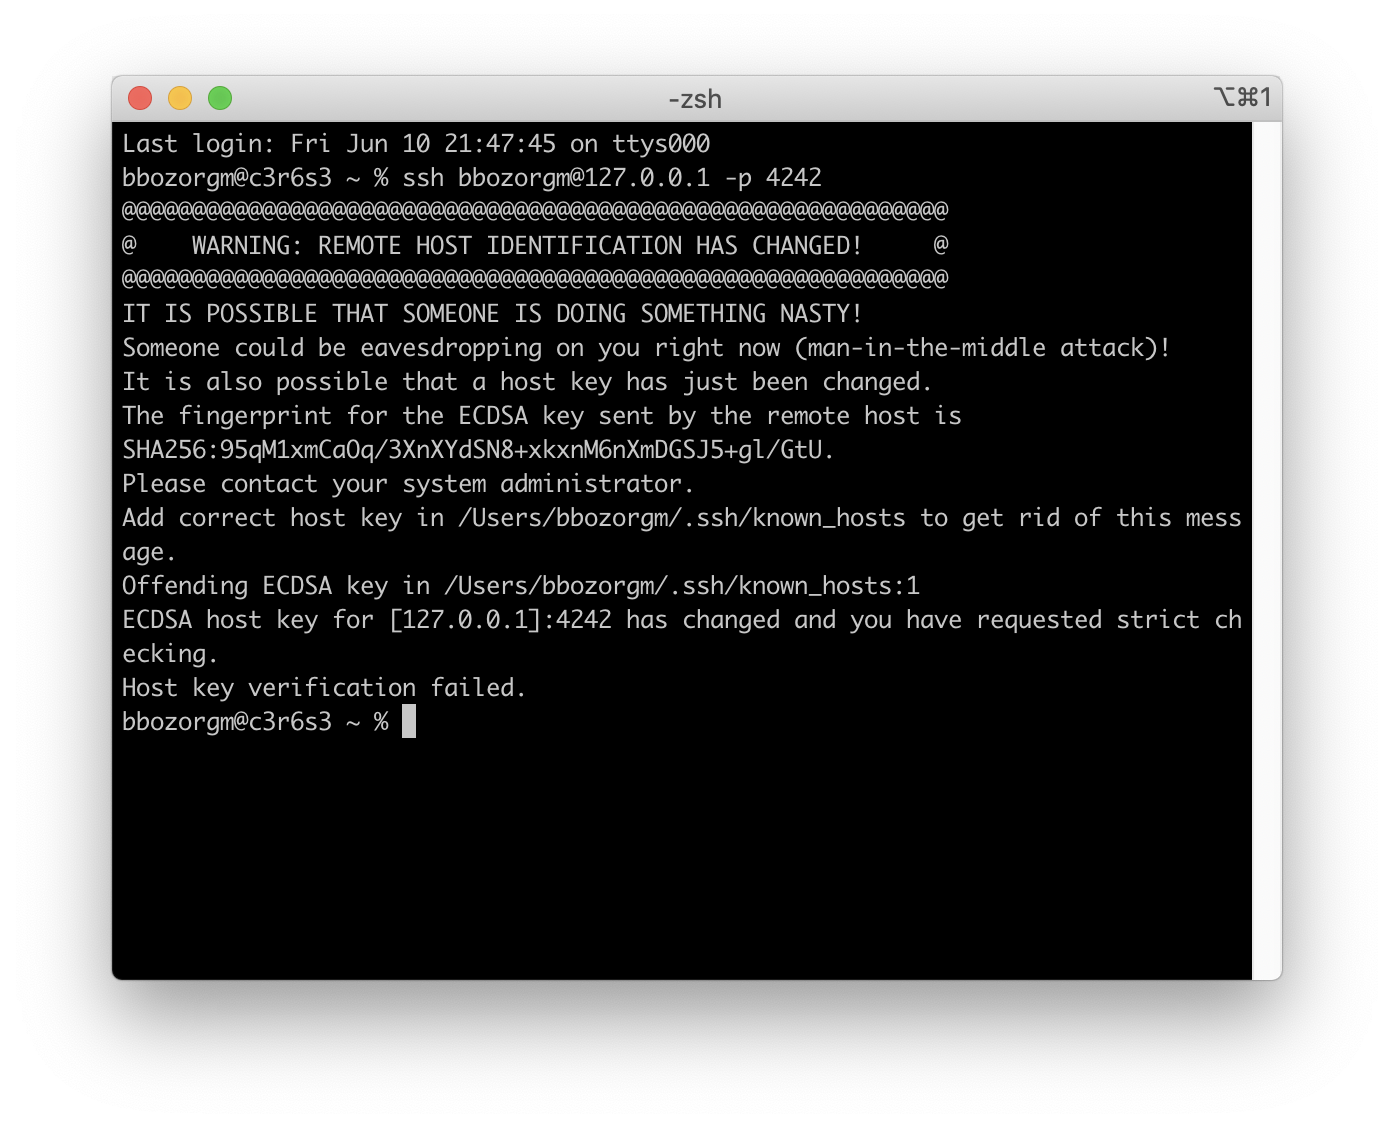 -zsh
⌥⌘1
Last login: Fri Jun 10 21:47:45 on ttys000
bbozorgm@c3r6s3 ~ % ssh bbozorgm@127.0.0.1 -p 4242
@@@@@@@@@@@@@@@@@@@@@@@@@@@@@@@@@@@@@@@@@@@@@@@@@@@@@@@@@@@
@    WARNING: REMOTE HOST IDENTIFICATION HAS CHANGED!     @
@@@@@@@@@@@@@@@@@@@@@@@@@@@@@@@@@@@@@@@@@@@@@@@@@@@@@@@@@@@
IT IS POSSIBLE THAT SOMEONE IS DOING SOMETHING NASTY!
Someone could be eavesdropping on you right now (man-in-the-middle attack)!
It is also possible that a host key has just been changed.
The fingerprint for the ECDSA key sent by the remote host is
SHA256:95qM1xmCaOq/3XnXYdSN8+xkxnM6nXmDGSJ5+gl/GtU.
Please contact your system administrator.
Add correct host key in /Users/bbozorgm/.ssh/known_hosts to get rid of this mess
age.
Offending ECDSA key in /Users/bbozorgm/.ssh/known_hosts:1
ECDSA host key for [127.0.0.1]:4242 has changed and you have requested strict ch
ecking.
Host key verification failed.
bbozorgm@c3r6s3 ~ %